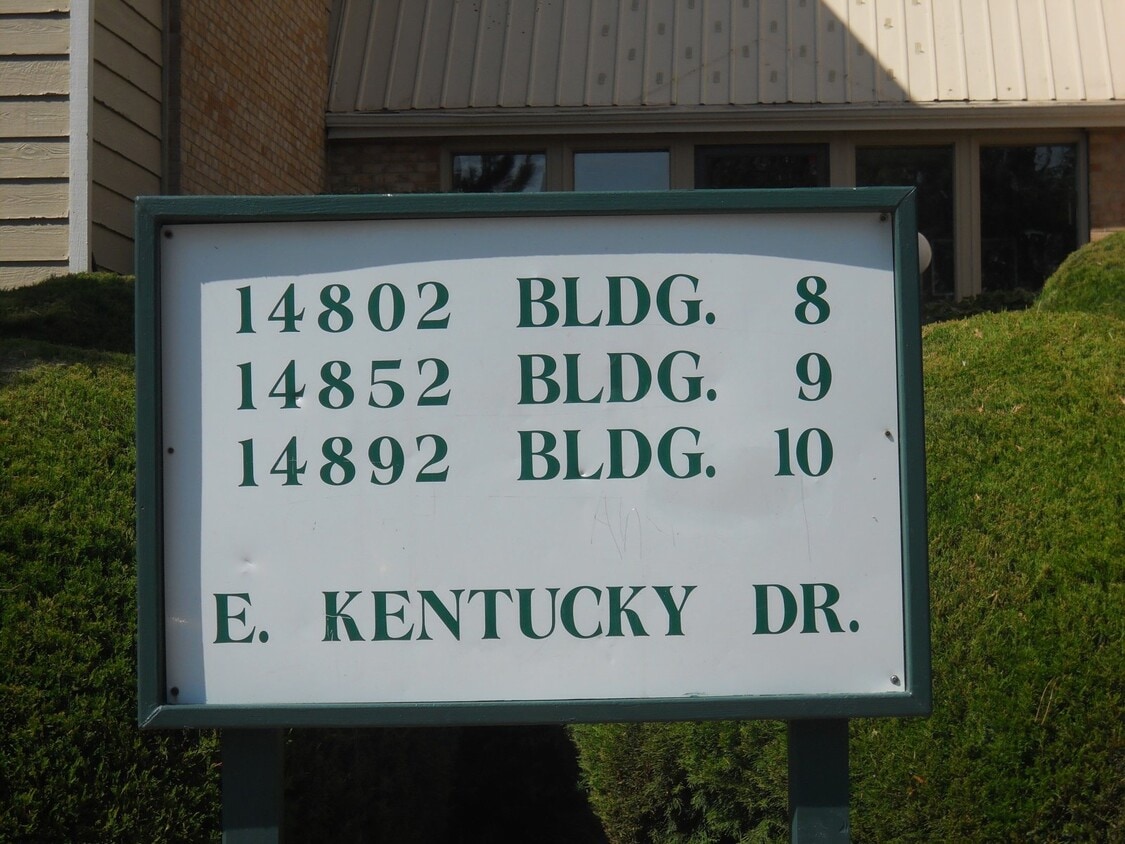 14802 BLDG. 8
14852 BLDG. 9
14892 BLDG. 10
E. KENTUCKY DR.